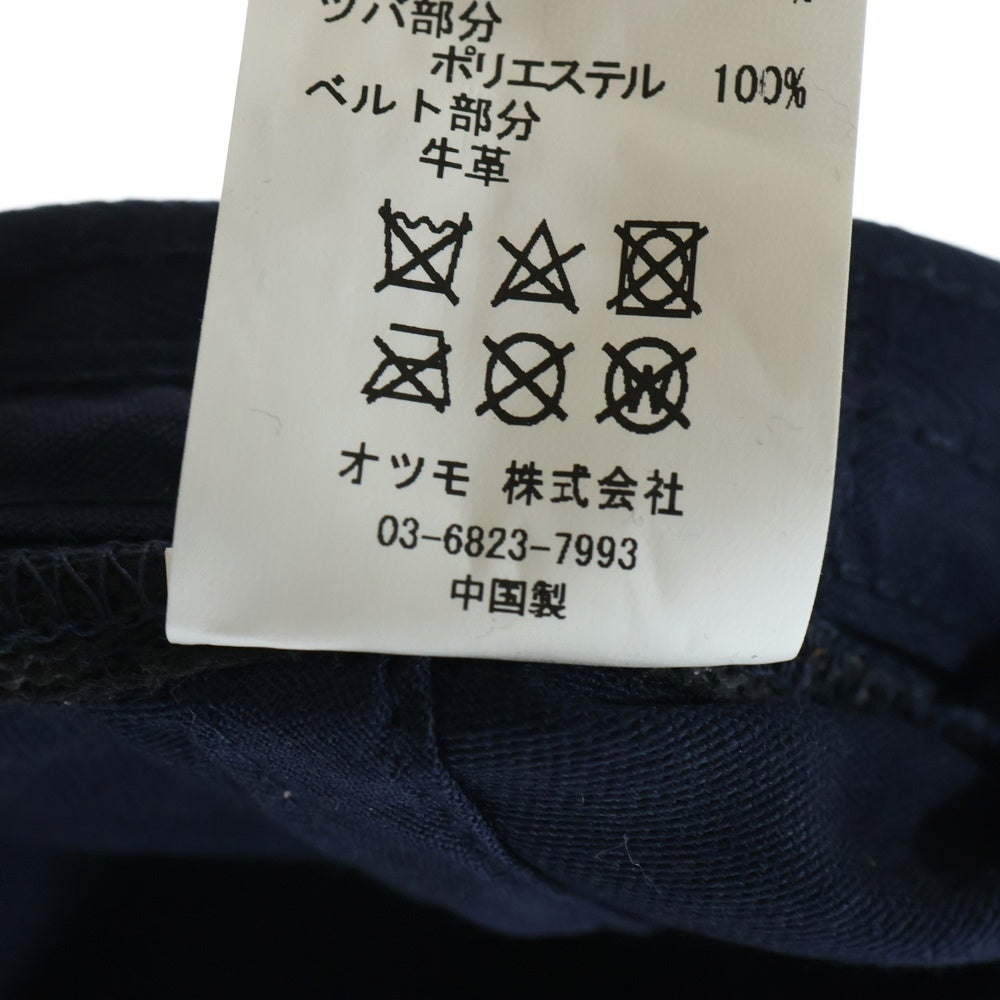 ツバ部分
ポリエステル 100%
ベルト部分
牛革
W
オツモ 株式会社
03-6823-7993
中国製